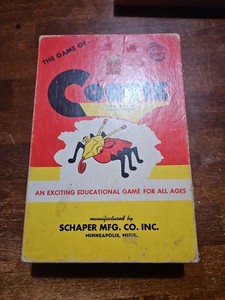 THE GAME OF...
COOTIE
AN EXCITING EDUCATIONAL GAME FOR ALL AGES
manufactured by
SCHAPER MFG. CO. INC.
MINNEAPOLIS, MINN.